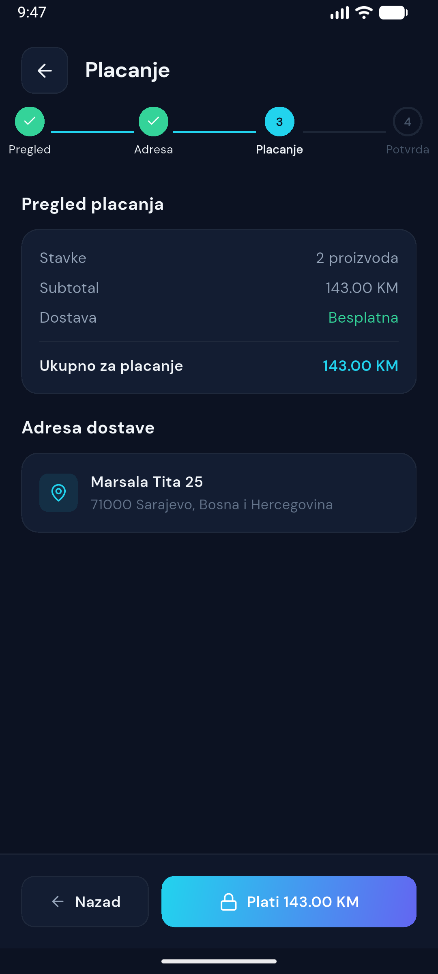 9:47
Placanje
3
4
Pregled
Adresa
Placanje
Potvrda
Pregled placanja
Stavke 2 proizvoda
Subtotal 143.00 KM
Dostava Besplatna
Ukupno za placanje 143.00 KM
Adresa dostave
Marsala Tita 25
71000 Sarajevo, Bosna i Hercegovina
Nazad
Plati 143.00 KM